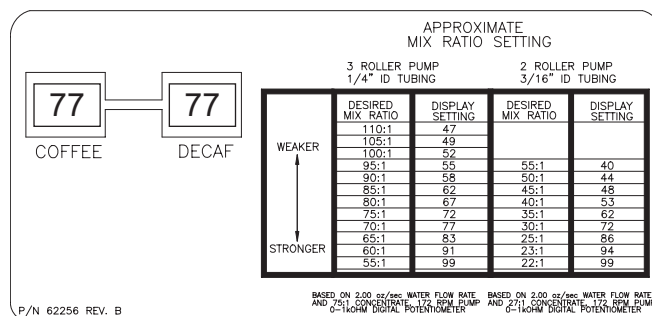 APPROXIMATE
MIX RATIO SETTING
3 ROLLER PUMP 2 ROLLER PUMP
1/4" ID TUBING 3/16" ID TUBING
77 77
COFFEE DECAF
DESIRED MIX RATIO DISPLAY SETTING DESIRED MIX RATIO DISPLAY SETTING
WEAKER
110:1 47
105:1 49
100:1 52
95:1 55 55:1 40
90:1 58 50:1 44
85:1 62 45:1 48
80:1 67 40:1 53
75:1 72 35:1 62
70:1 77 30:1 72
65:1 83 25:1 86
60:1 91 23:1 94
55:1 99 22:1 99
STRONGER
BASED ON 2.00 oz/sec WATER FLOW RATE
AND 75:1 CONCENTRATE, 172 RPM PUMP
0-1kOHM DIGITAL POTENTIOMETER
BASED ON 2.00 oz/sec WATER FLOW RATE
AND 27:1 CONCENTRATE, 172 RPM PUMP
0-1kOHM DIGITAL POTENTIOMETER
P/N 62256 REV. B